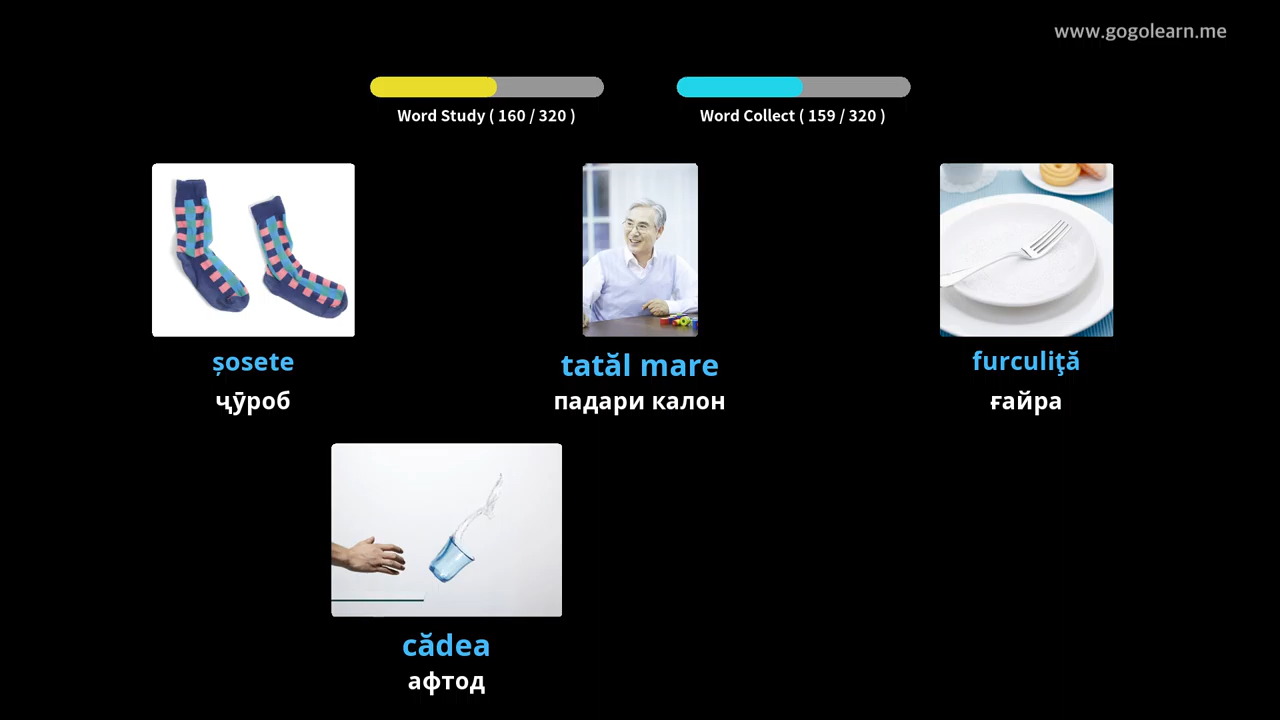 www.gogolearn.me
Word Study ( 160 / 320 )
Word Collect ( 159 / 320 )
șosete
ҷӯроб
tatăl mare
падари калон
furculiţă
ғайра
cădea
афтод